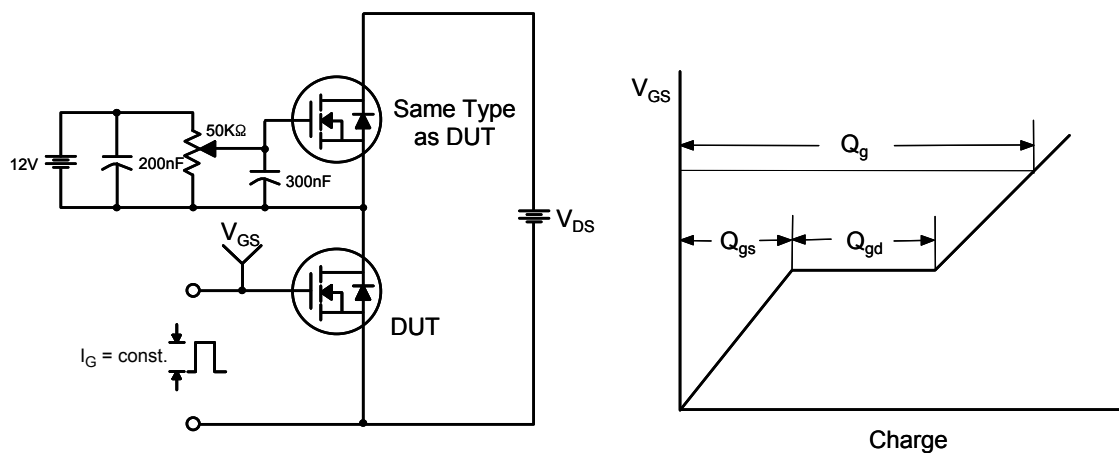 12V
200nF
50KΩ
300nF
Same Type
as DUT
V_DS
V_GS
DUT
I_G = const.
V_GS
Q_g
Q_gs
Q_gd
Charge